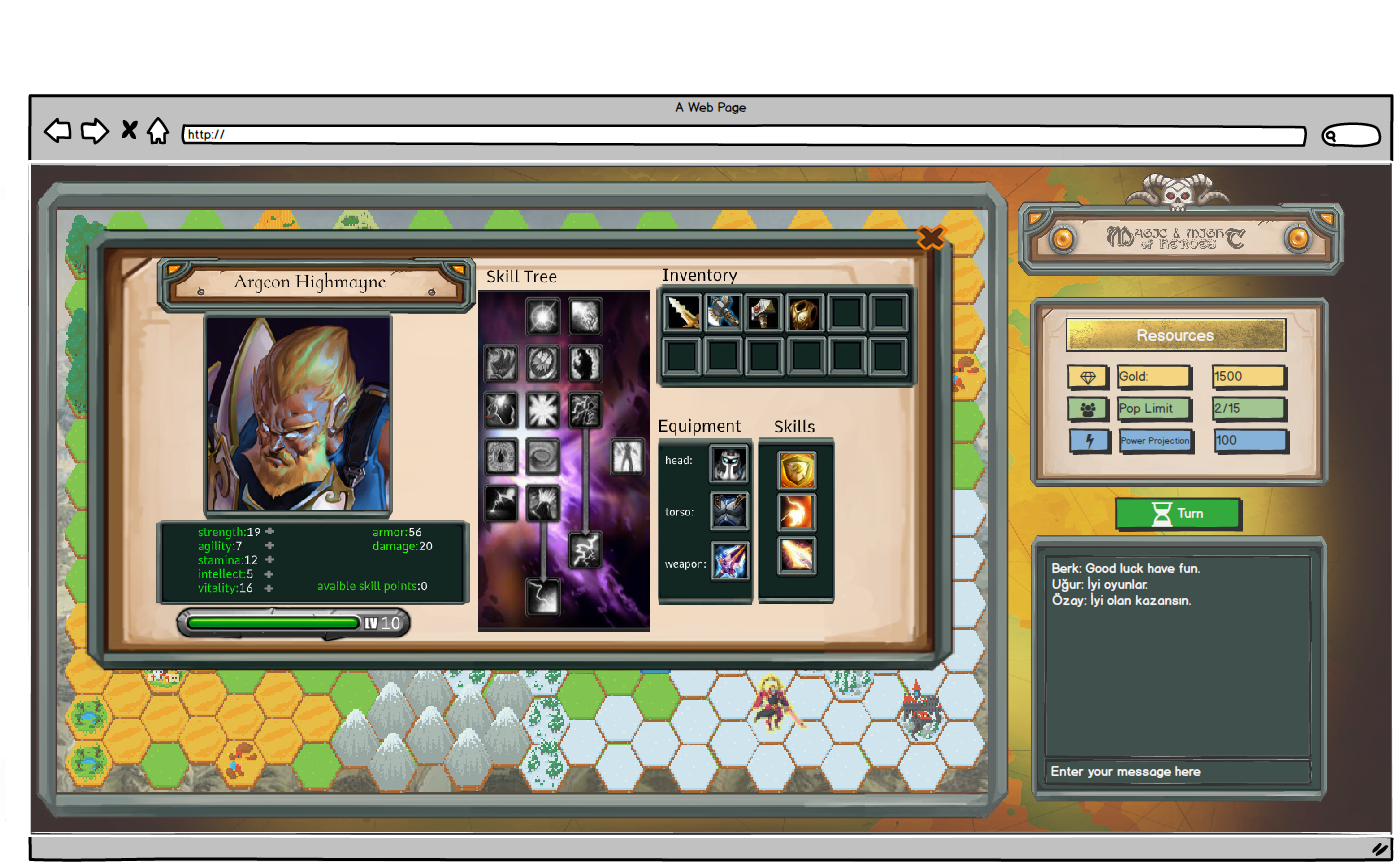 A Web Page
http://
MAGIC & MIGHT
OF HEROES
Argeon Highmayne
Skill Tree
Inventory
Equipment
Skills
head:
torso:
weapon:
strength:19
agility:7
stamina:12
intellect:5
vitality:16
armor:56
damage:20
avaible skill points:0
LV 10
Resources
Gold: 1500
Pop Limit 2/15
Power Projection 100
Turn
Berk: Good luck have fun.
Uğur: İyi oyunlar.
Özay: İyi olan kazansın.
Enter your message here